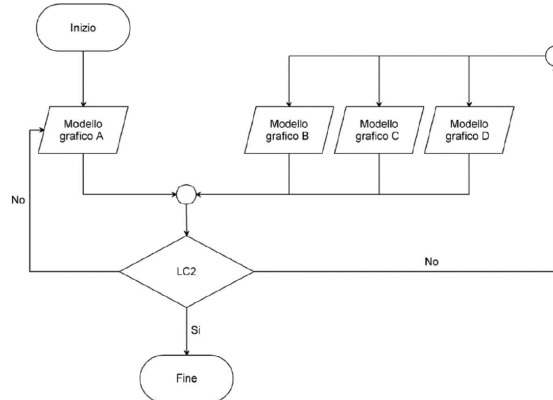 Inizio
Modello
grafico A
Modello
grafico B
Modello
grafico C
Modello
grafico D
No
LC2
No
Si
Fine